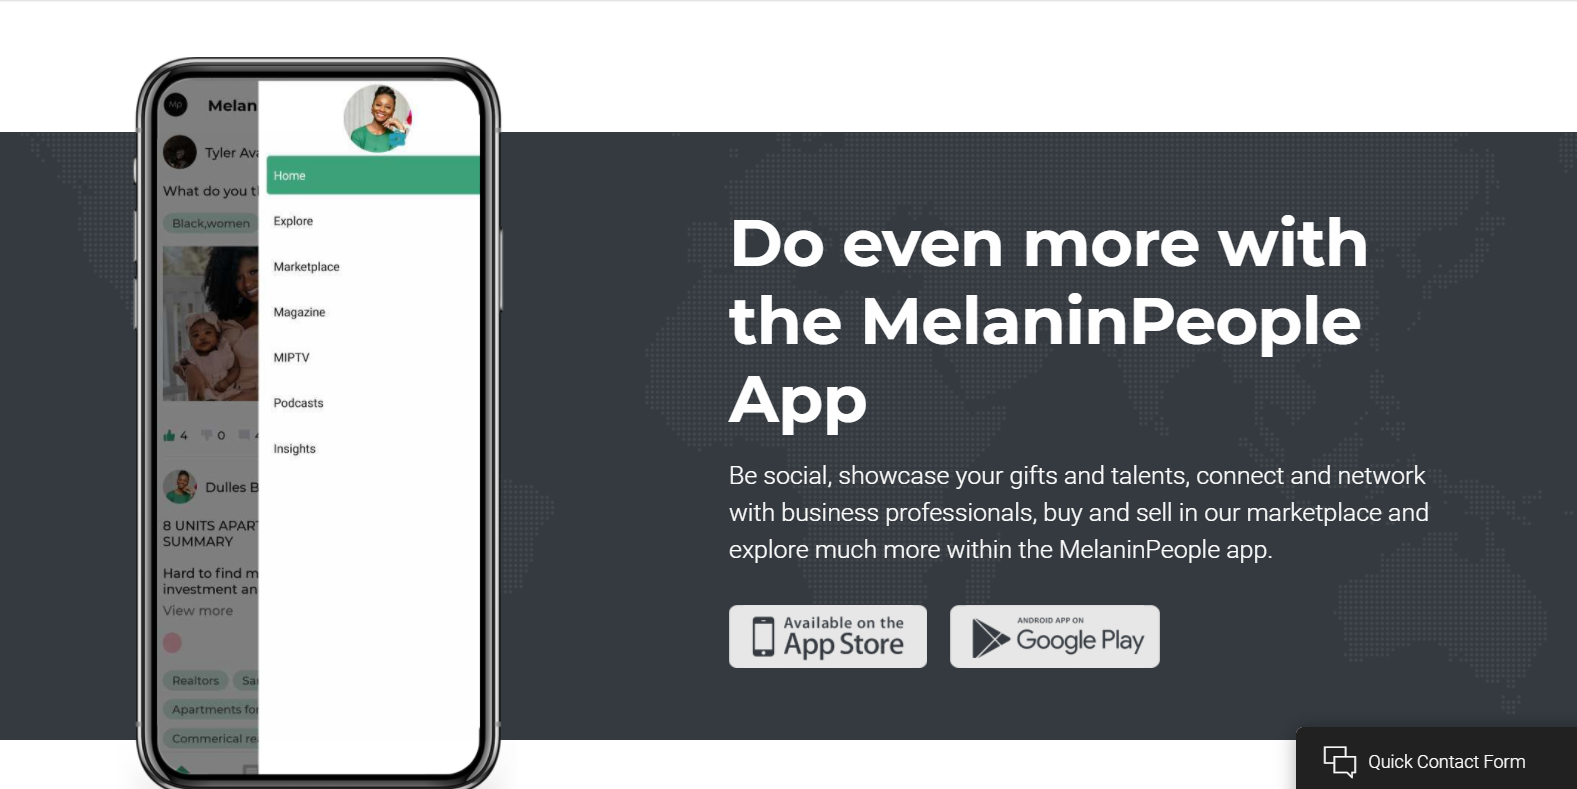 Mp Melan
Tyler Ava
What do you t
Black,women
4 0 4
Dulles B
8 UNITS APAR
SUMMARY
Hard to find m
investment an
View more
Realtors Sa
Apartments for
Commerical re
Home
Explore
Marketplace
Magazine
MIPTV
Podcasts
Insights
Do even more with
the MelaninPeople
App
Be social, showcase your gifts and talents, connect and network
with business professionals, buy and sell in our marketplace and
explore much more within the MelaninPeople app.
Available on the
App Store
ANDROID APP ON
Google Play
Quick Contact Form